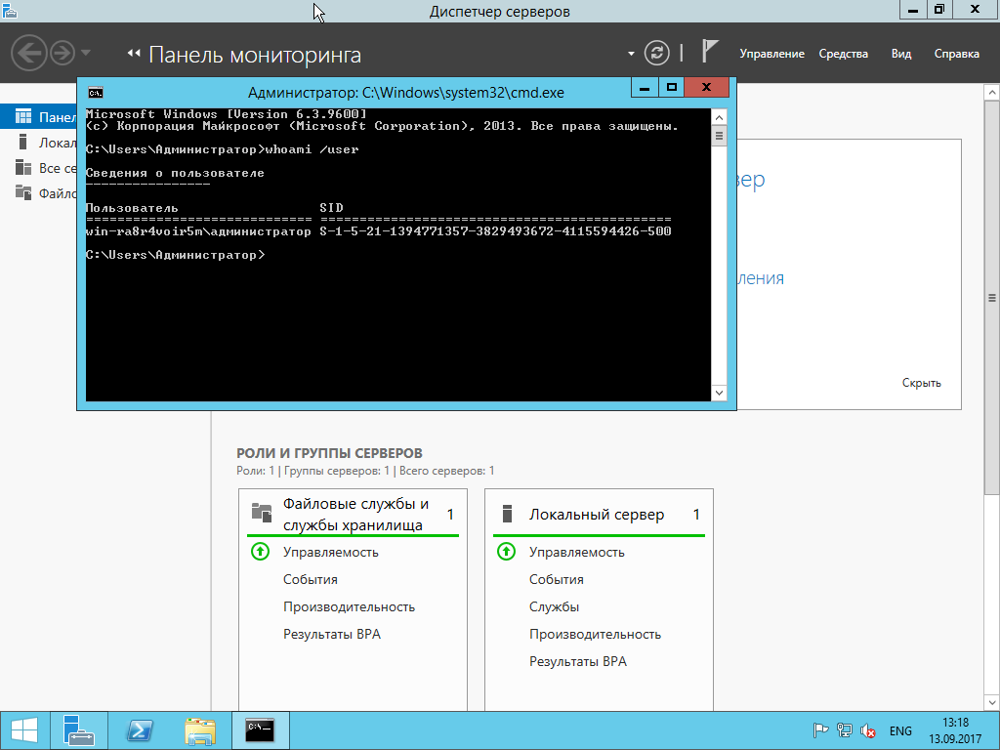 Диспетчер серверов
Панель мониторинга
Управление Средства Вид Справка
Администратор: C:\Windows\system32\cmd.exe
Microsoft Windows [Version 6.3.9600]
(c) Корпорация Майкрософт (Microsoft Corporation), 2013. Все права защищены.
C:\Users\Администратор>whoami /user
Сведения о пользователе
----------------
Пользователь SID
============================= =============================================
win-ra8r4voir5m\администратор S-1-5-21-1394771357-3829493672-4115594426-500
C:\Users\Администратор>
Панел
Локал
Все се
Файло
вер
ления
Скрыть
РОЛИ И ГРУППЫ СЕРВЕРОВ
Роли: 1 | Группы серверов: 1 | Всего серверов: 1
Файловые службы и
службы хранилища 1
Управляемость
События
Производительность
Результаты BPA
Локальный сервер 1
Управляемость
События
Службы
Производительность
Результаты BPA
ENG
13:18
13.09.2017